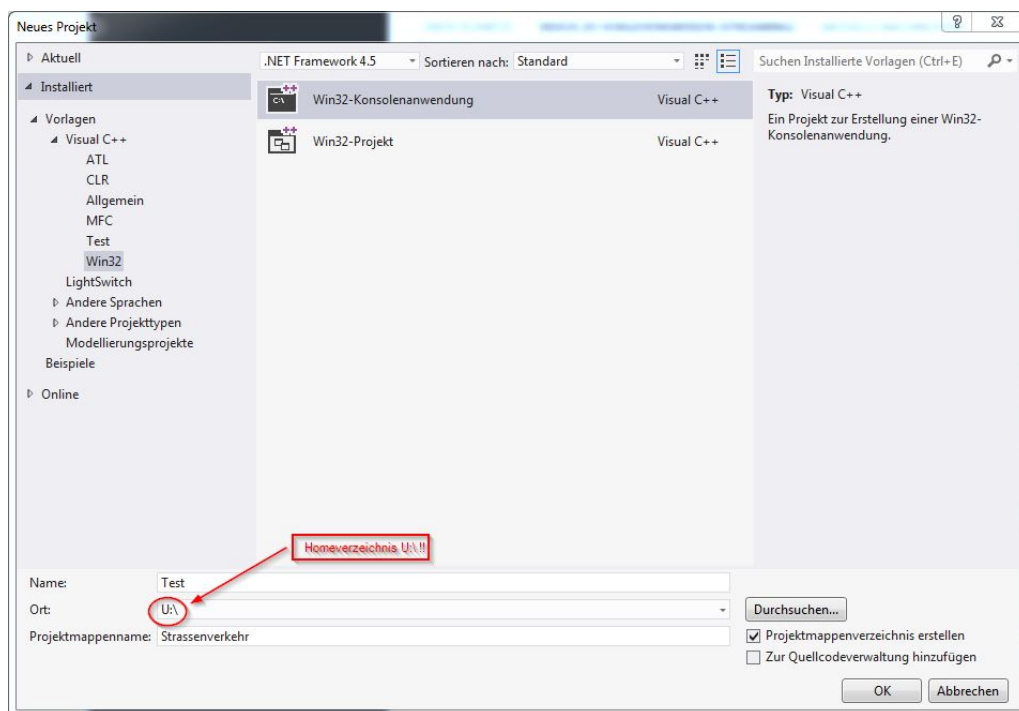 Neues Projekt
Aktuell
.NET Framework 4.5 Sortieren nach: Standard
Suchen Installierte Vorlagen (Ctrl+E)
Installiert
Vorlagen
Visual C++
ATL
CLR
Allgemein
MFC
Test
Win32
LightSwitch
Andere Sprachen
Andere Projekttypen
Modellierungsprojekte
Beispiele
Online
C:\
Win32-Konsolenanwendung Visual C++
Win32-Projekt Visual C++
Typ: Visual C++
Ein Projekt zur Erstellung einer Win32-
Konsolenanwendung.
Homeverzeichnis U:\ !!
Name: Test
Ort: U:\
Durchsuchen...
Projektmappenname: Strassenverkehr
Projektmappenverzeichnis erstellen
Zur Quellcodeverwaltung hinzufügen
OK Abbrechen